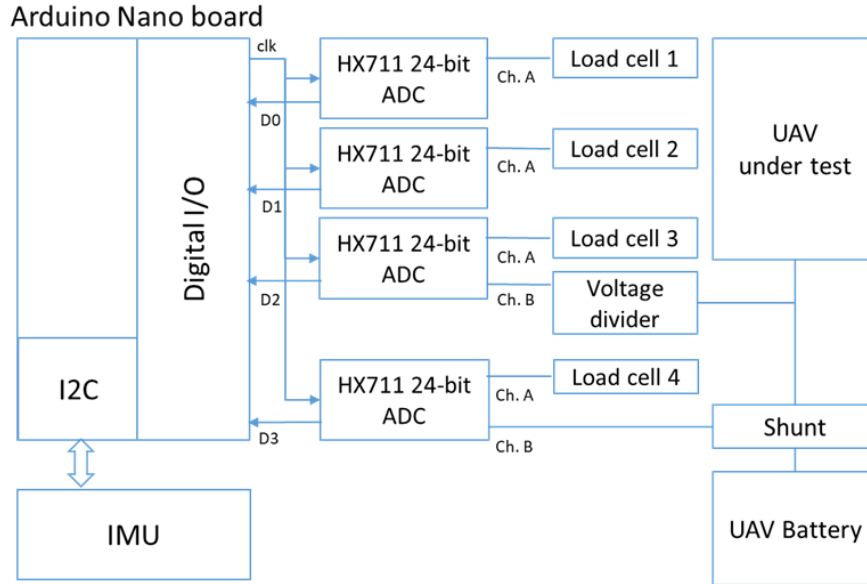 Arduino Nano board
clk
HX711 24-bit
ADC
Ch. A
Load cell 1
D0
HX711 24-bit
ADC
Ch. A
Load cell 2
D1
HX711 24-bit
ADC
Ch. A
Load cell 3
Ch. B
Voltage
divider
D2
HX711 24-bit
ADC
Ch. A
Load cell 4
Ch. B
D3
Digital I/O
I2C
IMU
UAV
under test
Shunt
UAV Battery